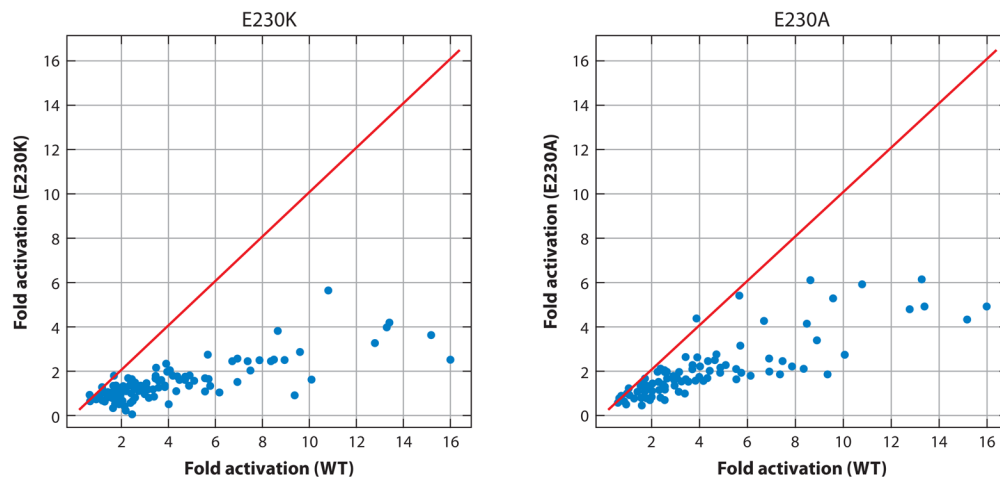 E230K
Fold activation (E230K)
16
14
12
10
8
6
4
2
0
2 4 6 8 10 12 14 16
Fold activation (WT)
E230A
Fold activation (E230A)
16
14
12
10
8
6
4
2
0
2 4 6 8 10 12 14 16
Fold activation (WT)